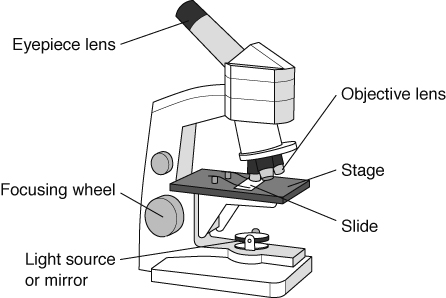 Eyepiece lens
Objective lens
Stage
Focusing wheel
Slide
Light source
or mirror